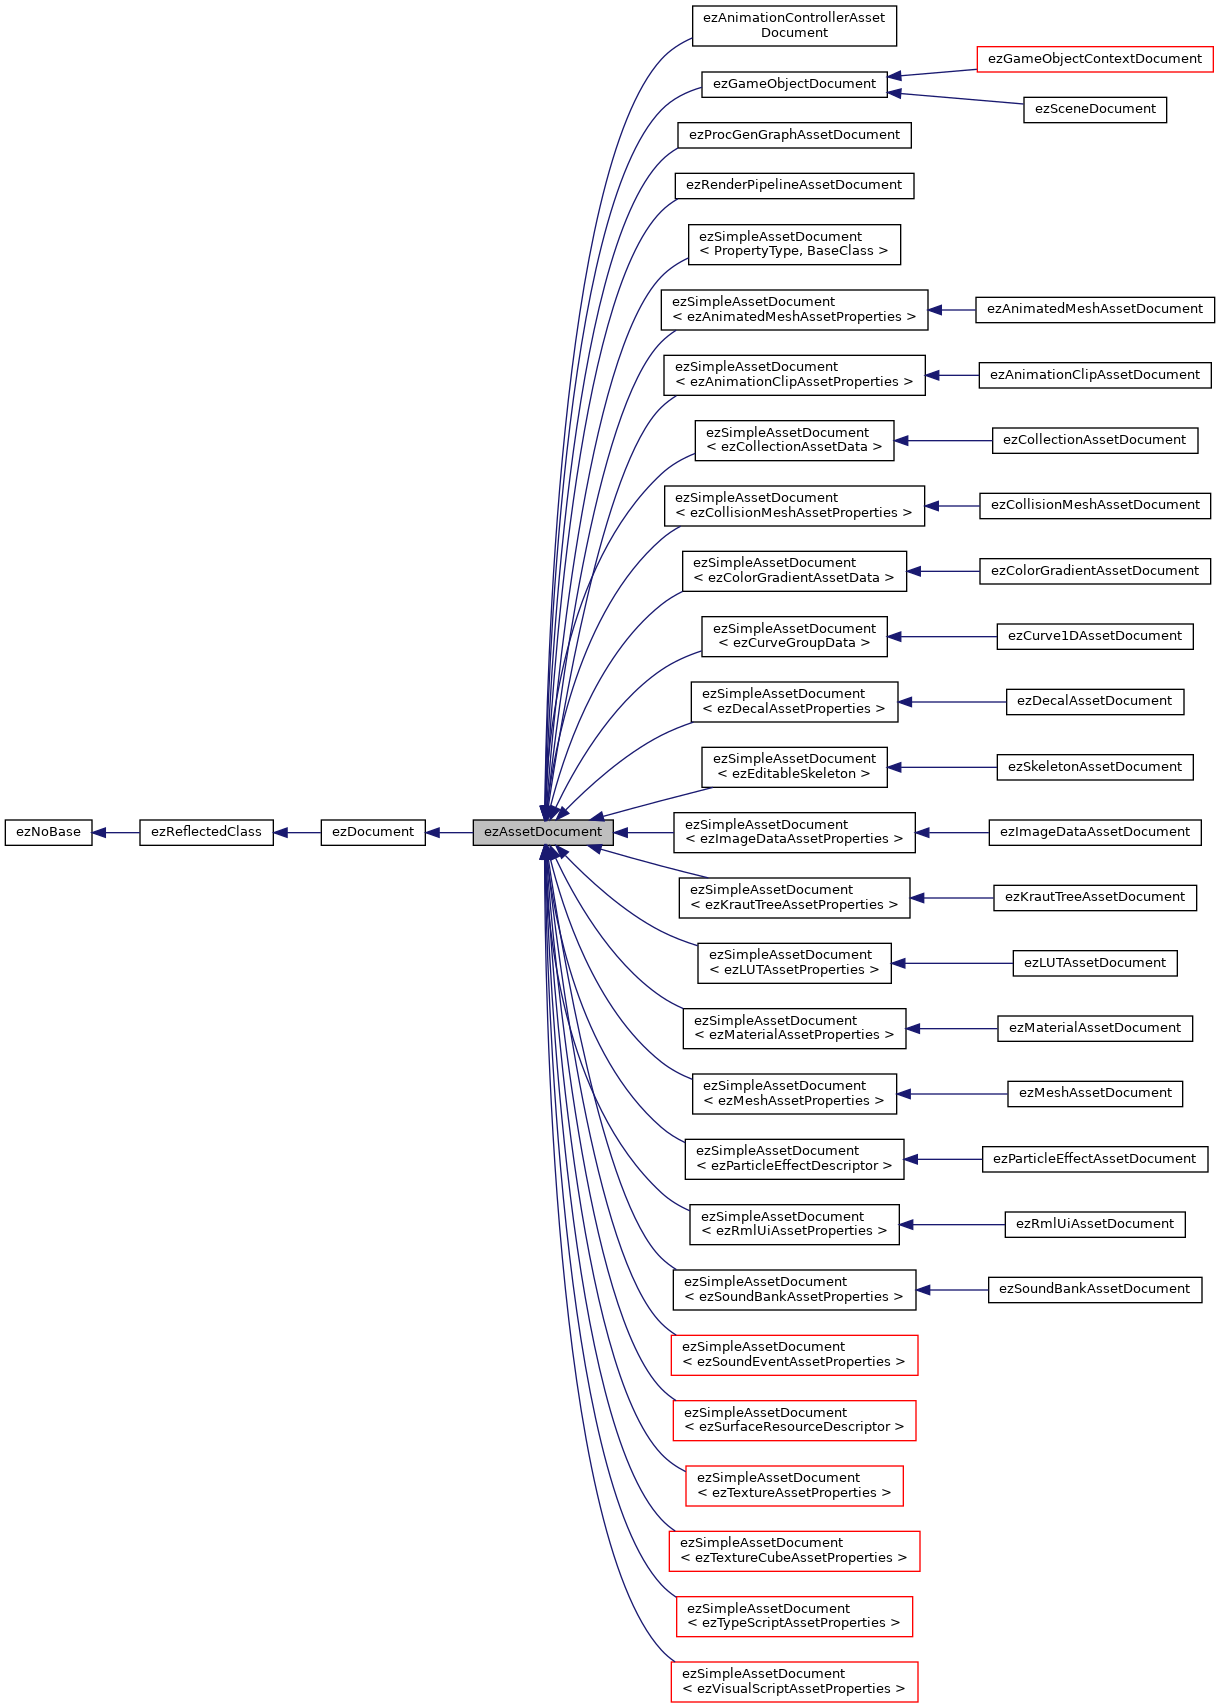 ezAnimationControllerAsset
Document
ezGameObjectDocument
ezGameObjectContextDocument
ezSceneDocument
ezProcGenGraphAssetDocument
ezRenderPipelineAssetDocument
ezSimpleAssetDocument
< PropertyType, BaseClass >
ezSimpleAssetDocument
< ezAnimatedMeshAssetProperties >
ezAnimatedMeshAssetDocument
ezSimpleAssetDocument
< ezAnimationClipAssetProperties >
ezAnimationClipAssetDocument
ezSimpleAssetDocument
< ezCollectionAssetData >
ezCollectionAssetDocument
ezSimpleAssetDocument
< ezCollisionMeshAssetProperties >
ezCollisionMeshAssetDocument
ezSimpleAssetDocument
< ezColorGradientAssetData >
ezColorGradientAssetDocument
ezSimpleAssetDocument
< ezCurveGroupData >
ezCurve1DAssetDocument
ezSimpleAssetDocument
< ezDecalAssetProperties >
ezDecalAssetDocument
ezSimpleAssetDocument
< ezEditableSkeleton >
ezSkeletonAssetDocument
ezNoBase
ezReflectedClass
ezDocument
ezAssetDocument
ezSimpleAssetDocument
< ezImageDataAssetProperties >
ezImageDataAssetDocument
ezSimpleAssetDocument
< ezKrautTreeAssetProperties >
ezKrautTreeAssetDocument
ezSimpleAssetDocument
< ezLUTAssetProperties >
ezLUTAssetDocument
ezSimpleAssetDocument
< ezMaterialAssetProperties >
ezMaterialAssetDocument
ezSimpleAssetDocument
< ezMeshAssetProperties >
ezMeshAssetDocument
ezSimpleAssetDocument
< ezParticleEffectDescriptor >
ezParticleEffectAssetDocument
ezSimpleAssetDocument
< ezRmlUiAssetProperties >
ezRmlUiAssetDocument
ezSimpleAssetDocument
< ezSoundBankAssetProperties >
ezSoundBankAssetDocument
ezSimpleAssetDocument
< ezSoundEventAssetProperties >
ezSimpleAssetDocument
< ezSurfaceResourceDescriptor >
ezSimpleAssetDocument
< ezTextureAssetProperties >
ezSimpleAssetDocument
< ezTextureCubeAssetProperties >
ezSimpleAssetDocument
< ezTypeScriptAssetProperties >
ezSimpleAssetDocument
< ezVisualScriptAssetProperties >